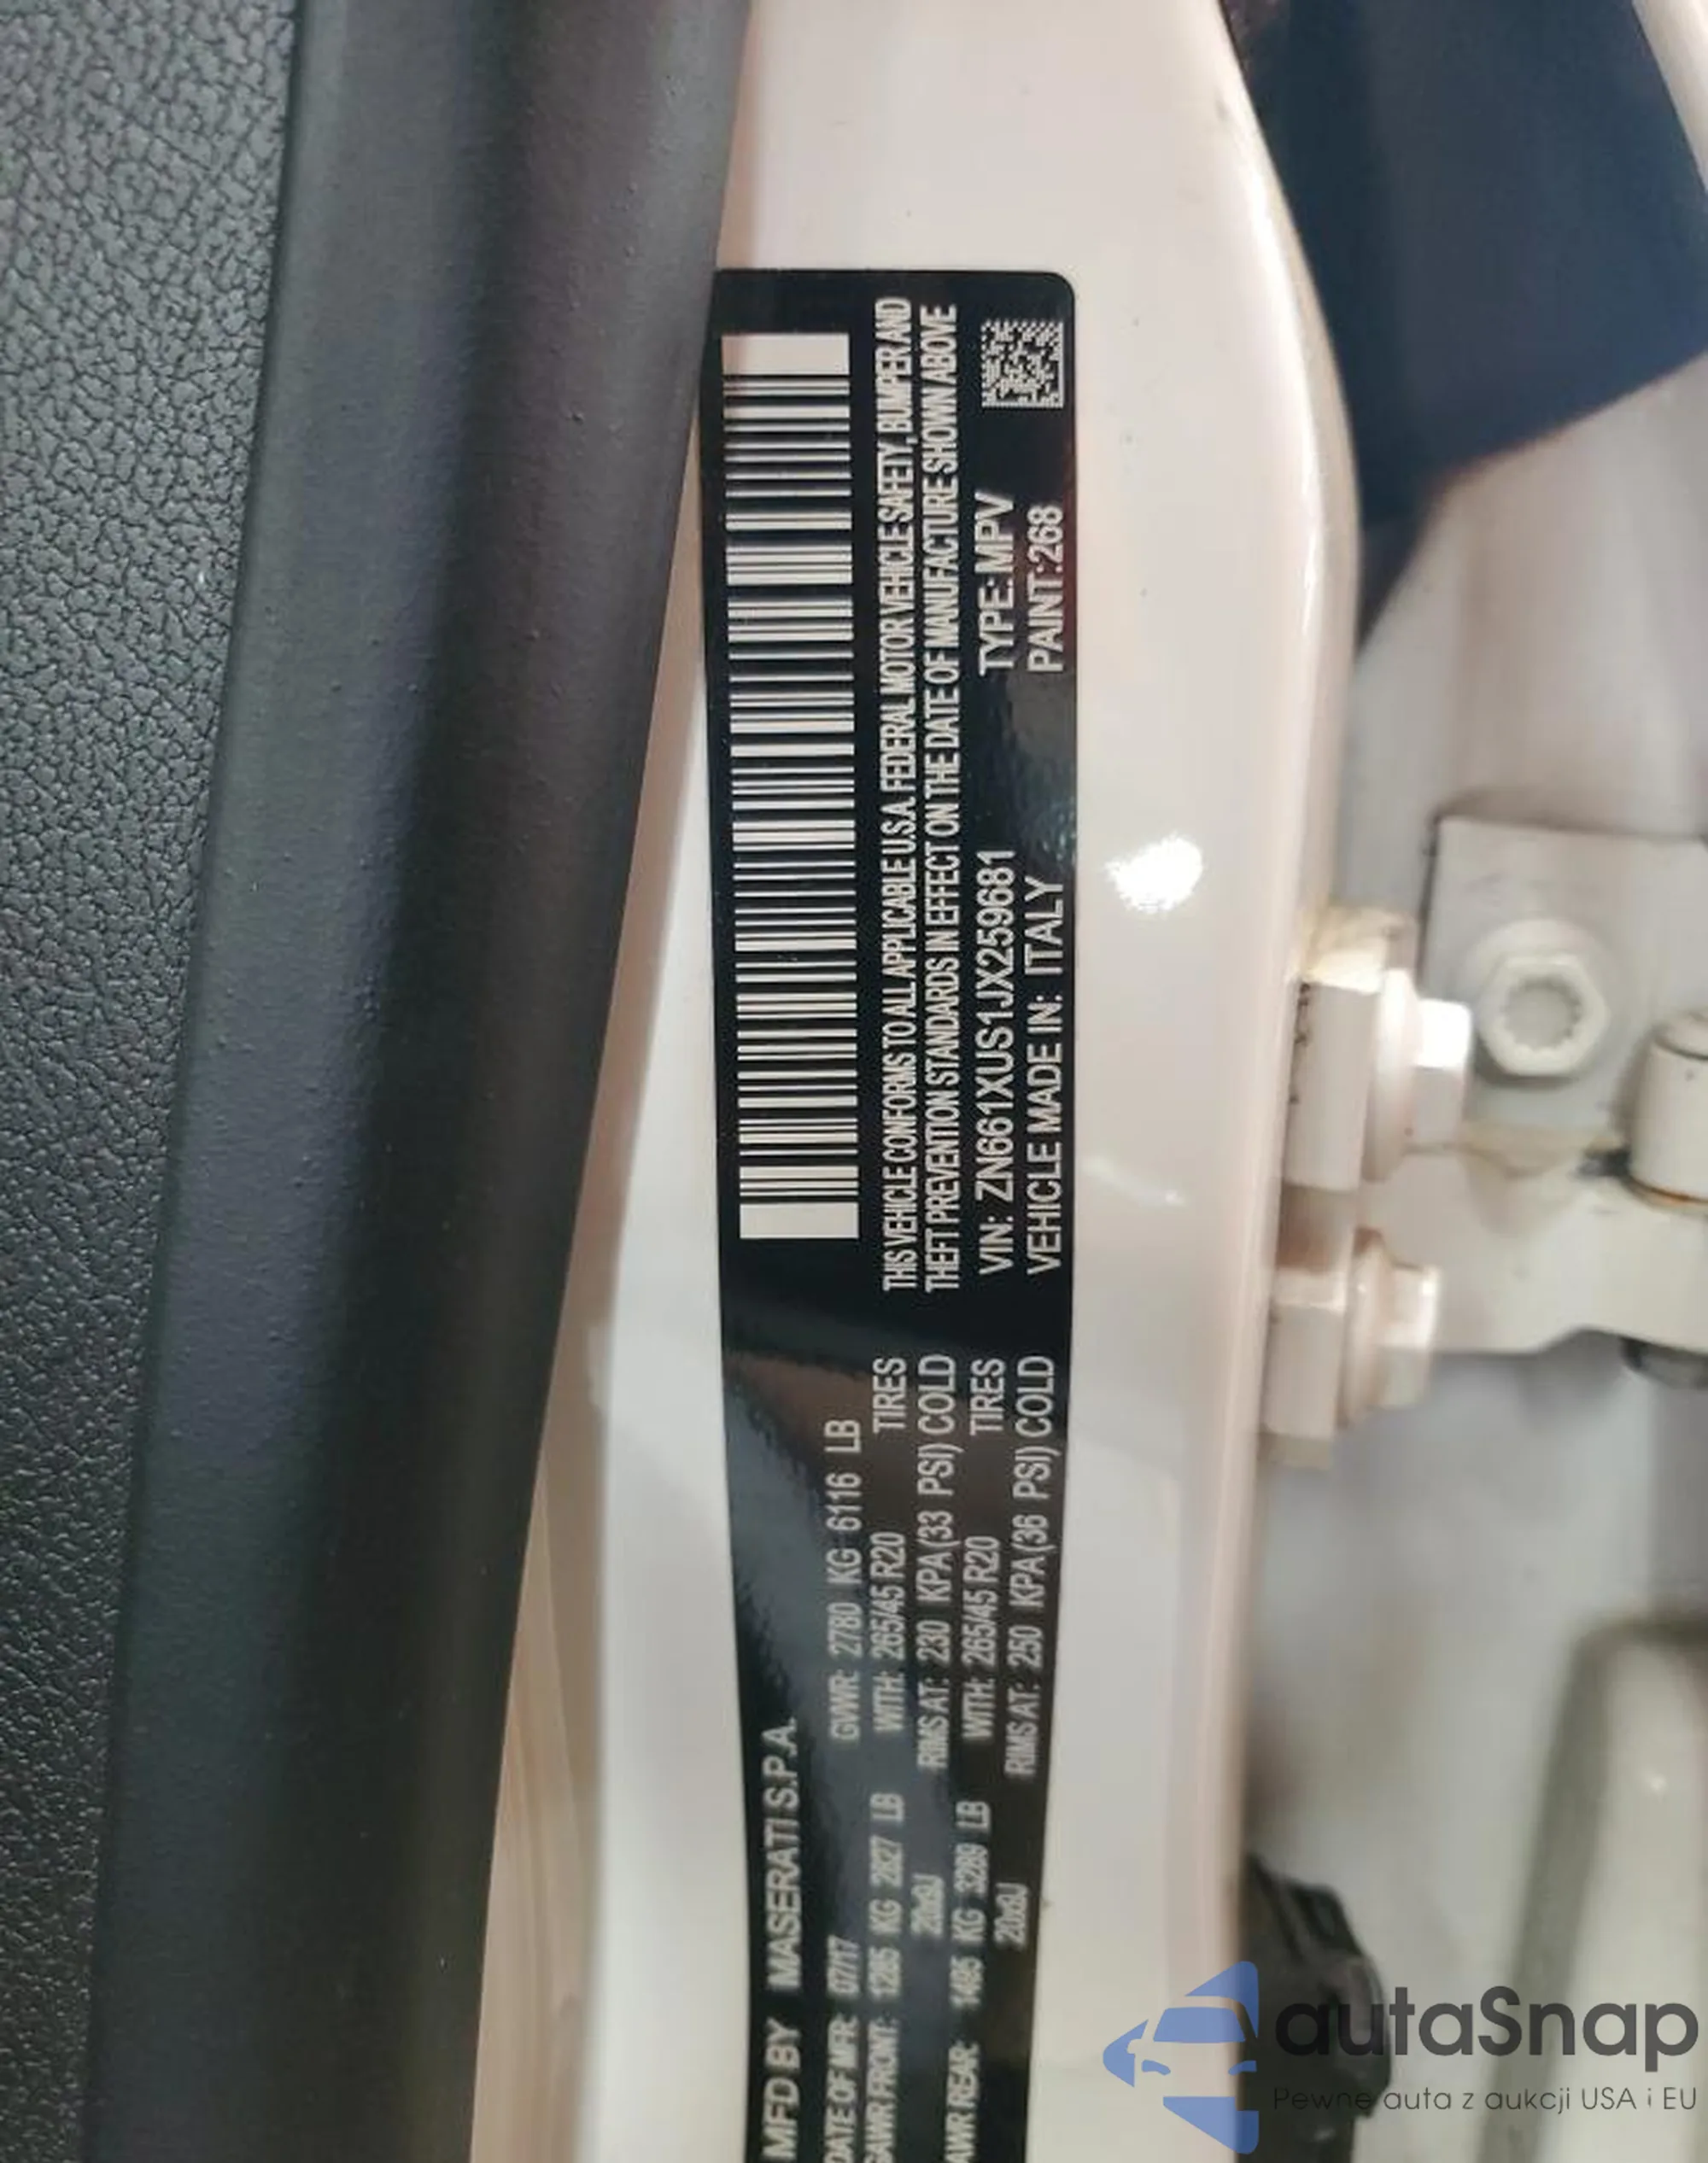 MFD BY MASERATI S.P.A.
DATE OF MFR: 07/17 GVWR: 2780 KG 6116 LB
GAWR FRONT: 1285 KG 2827 LB WITH: 265/45 R20 TIRES
20x9J RIMS AT: 230 KPA (33 PSI) COLD
AWR REAR: 1495 KG 3289 LB WITH: 265/45 R20 TIRES
20x9J RIMS AT: 250 KPA (36 PSI) COLD
THIS VEHICLE CONFORMS TO ALL APPLICABLE U.S.A. FEDERAL MOTOR VEHICLE SAFETY, BUMPER AND
THEFT PREVENTION STANDARDS IN EFFECT ON THE DATE OF MANUFACTURE SHOWN ABOVE
VIN: ZN661XUS1JX259681 TYPE: MPV
VEHICLE MADE IN: ITALY PAINT:268
autaSnap
Pewne auta z aukcji USA i EU